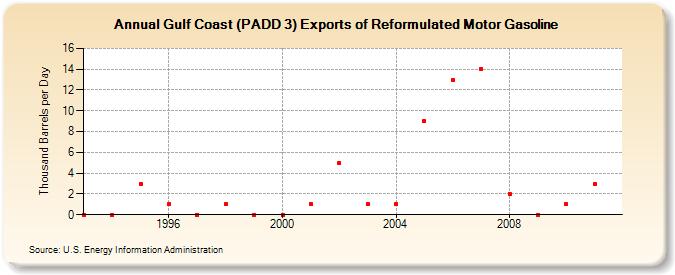 Annual Gulf Coast (PADD 3) Exports of Reformulated Motor Gasoline
Thousand Barrels per Day
16
14
12
10
8
6
4
2
0
1996 2000 2004 2008
Source: U.S. Energy Information Administration